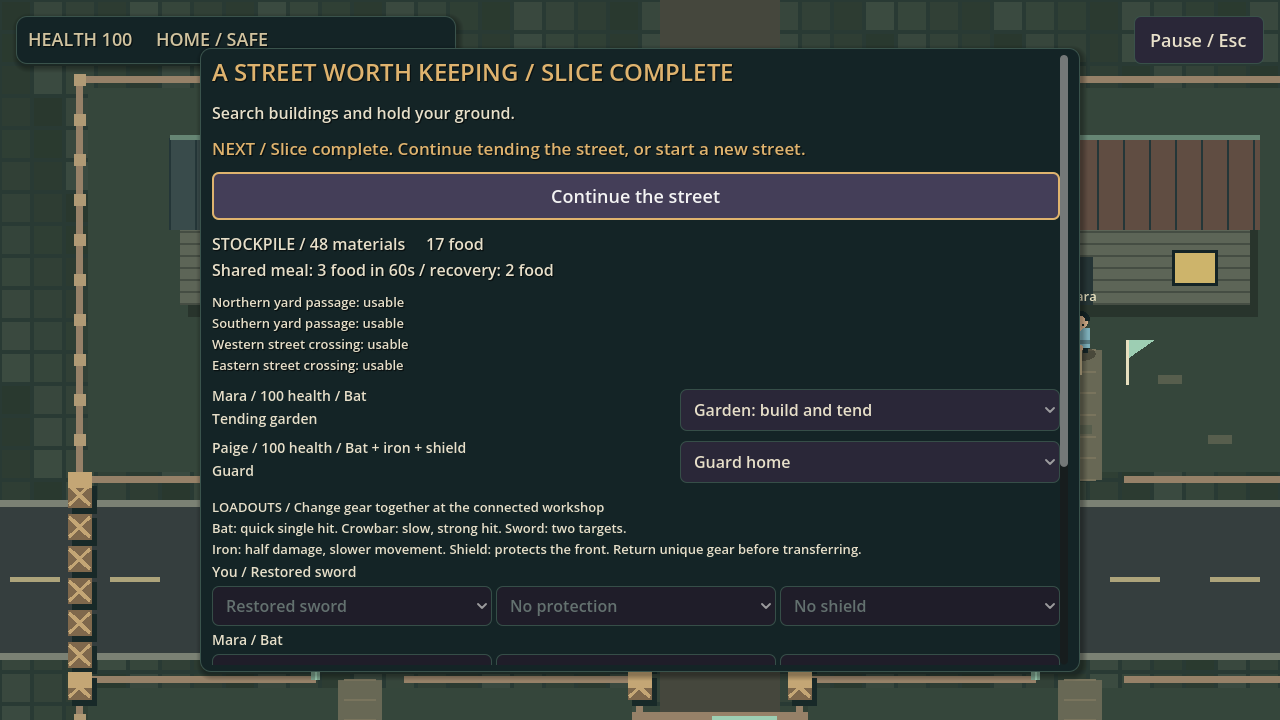 HEALTH 100 HOME / SAFE
Pause / Esc
A STREET WORTH KEEPING / SLICE COMPLETE
Search buildings and hold your ground.
NEXT / Slice complete. Continue tending the street, or start a new street.
Continue the street
STOCKPILE / 48 materials 17 food
Shared meal: 3 food in 60s / recovery: 2 food
Northern yard passage: usable
Southern yard passage: usable
Western street crossing: usable
Eastern street crossing: usable
Mara / 100 health / Bat
Tending garden
Garden: build and tend
Paige / 100 health / Bat + iron + shield
Guard
Guard home
LOADOUTS / Change gear together at the connected workshop
Bat: quick single hit. Crowbar: slow, strong hit. Sword: two targets.
Iron: half damage, slower movement. Shield: protects the front. Return unique gear before transferring.
You / Restored sword
Restored sword No protection No shield
Mara / Bat